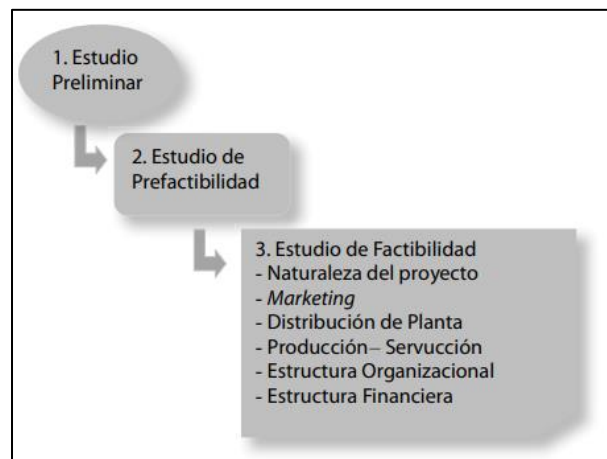 1. Estudio
Preliminar
2. Estudio de
Prefactibilidad
3. Estudio de Factibilidad
- Naturaleza del proyecto
- Marketing
- Distribución de Planta
- Producción– Servucción
- Estructura Organizacional
- Estructura Financiera